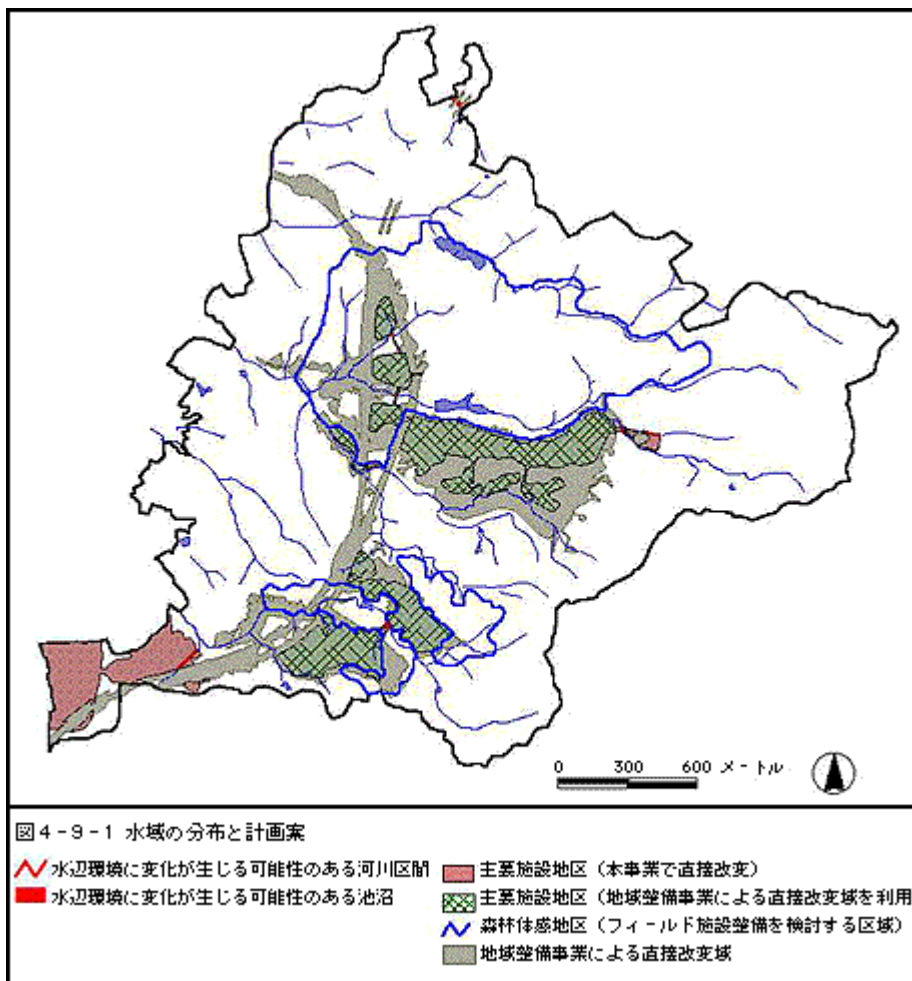 0 300 600 メートル
図4-9-1 水域の分布と計画案
水辺環境に変化が生じる可能性のある河川区間
水辺環境に変化が生じる可能性のある池沼
主要施設地区（本事業で直接改変）
主要施設地区（地域整備事業による直接改変域を利用
森林体感地区（フィールド施設整備を検討する区域）
地域整備事業による直接改変域